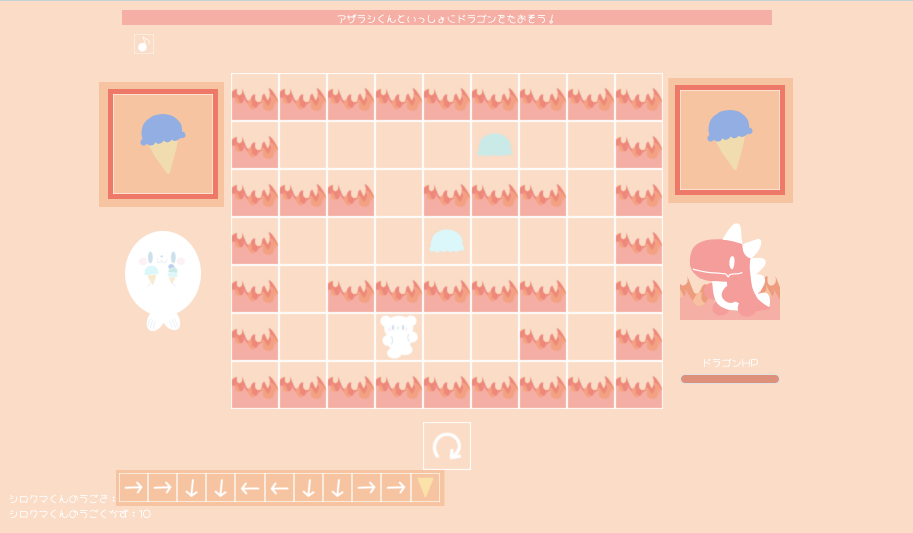 アザラシくんといっしょにドラゴンをたおそう！
ドラゴンHP
シロクマくんのうごき：
→→↓↓←←↓↓→→
シロクマくんのうごくかず：10